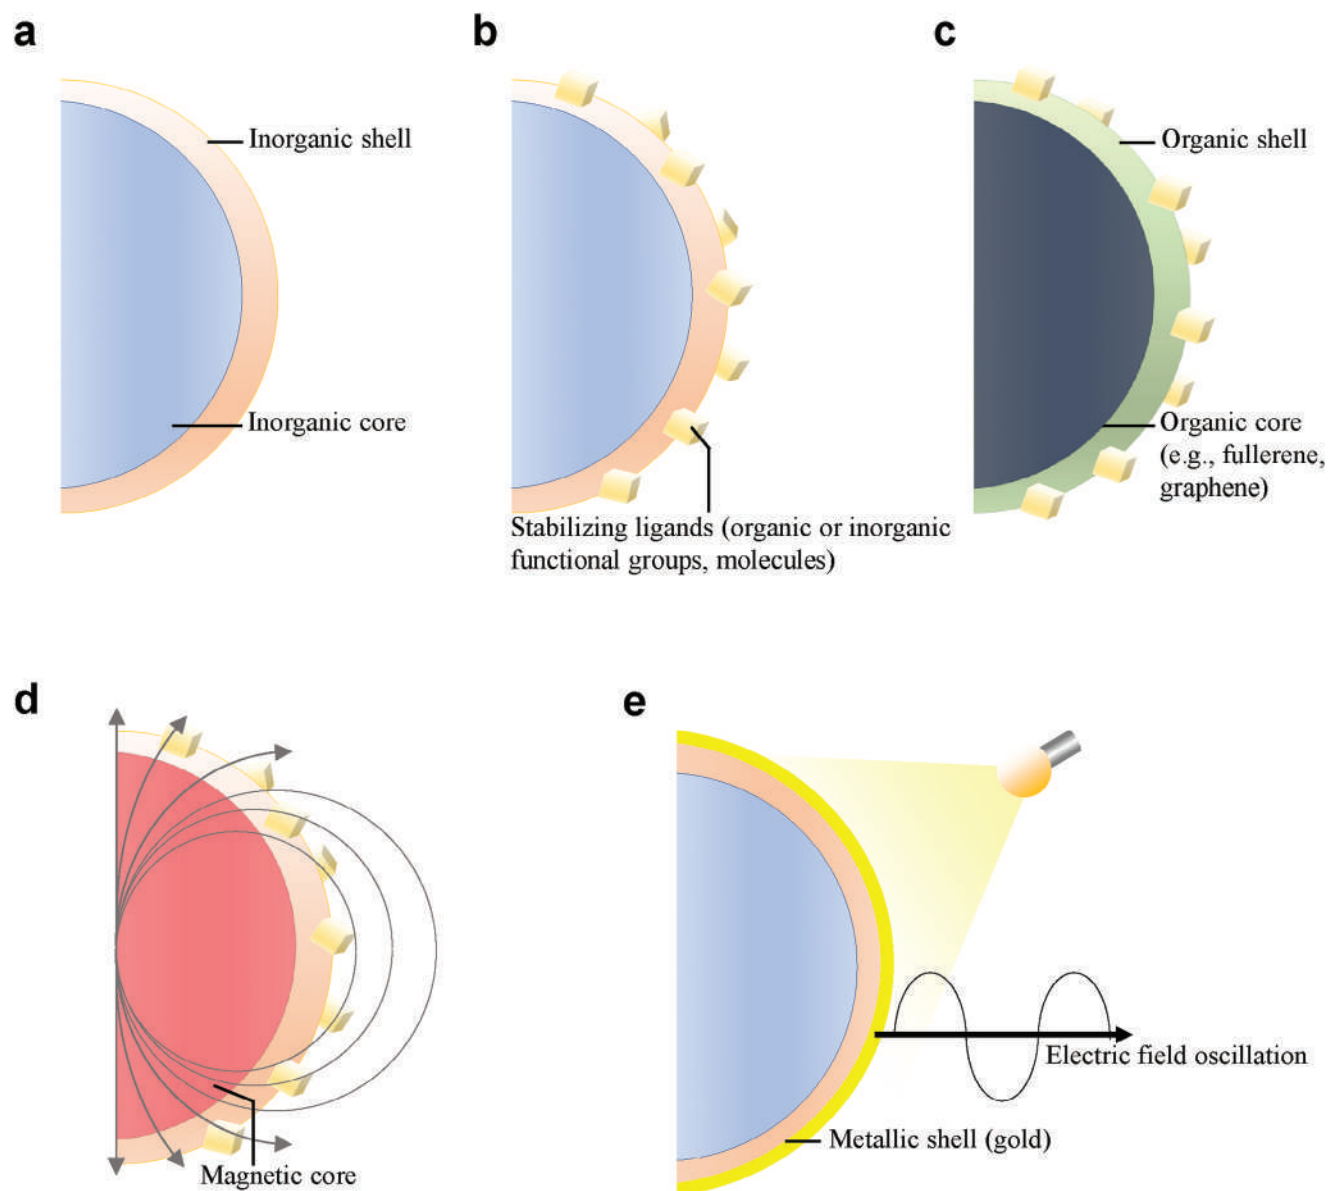 a
b
c
Inorganic shell
Organic shell
Inorganic core
Organic core
(e.g., fullerene,
graphene)
Stabilizing ligands (organic or inorganic
functional groups, molecules)
d
e
Electric field oscillation
Metallic shell (gold)
Magnetic core